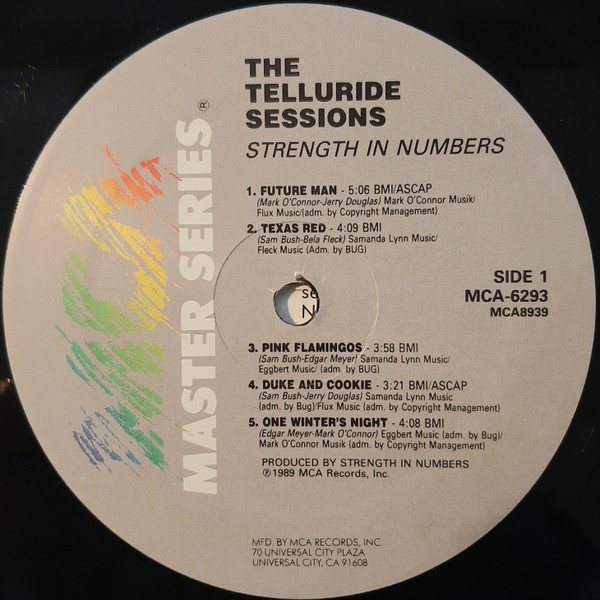 THE
TELLURIDE
SESSIONS
STRENGTH IN NUMBERS
1. FUTURE MAN - 5:06 BMI/ASCAP
(Mark O'Connor-Jerry Douglas) Mark O'Connor Musik/
Flux Music/(adm. by Copyright Management)
2. TEXAS RED - 4:09 BMI
(Sam Bush-Bela Fleck) Samanda Lynn Music/
Fleck Music (Adm. by BUG)
SIDE 1
MCA-6293
MCA8939
3. PINK FLAMINGOS - 3:58 BMI
(Sam Bush-Edgar Meyer) Samanda Lynn Music/
Eggbert Music/ (adm. by BUG)
4. DUKE AND COOKIE - 3:21 BMI/ASCAP
(Sam Bush-Jerry Douglas) Samanda Lynn Music
(adm. by Bug)/Flux Music (adm. by Copyright Management)
5. ONE WINTER'S NIGHT - 4:08 BMI
(Edgar Meyer-Mark O'Connor) Eggbert Music (adm. by Bug)/
Mark O'Connor Musik (adm. by Copyright Management)
PRODUCED BY STRENGTH IN NUMBERS
℗1989 MCA Records, Inc.
MFD. BY MCA RECORDS, INC.
70 UNIVERSAL CITY PLAZA
UNIVERSAL CITY, CA 91608
MCA
MASTER SERIES®